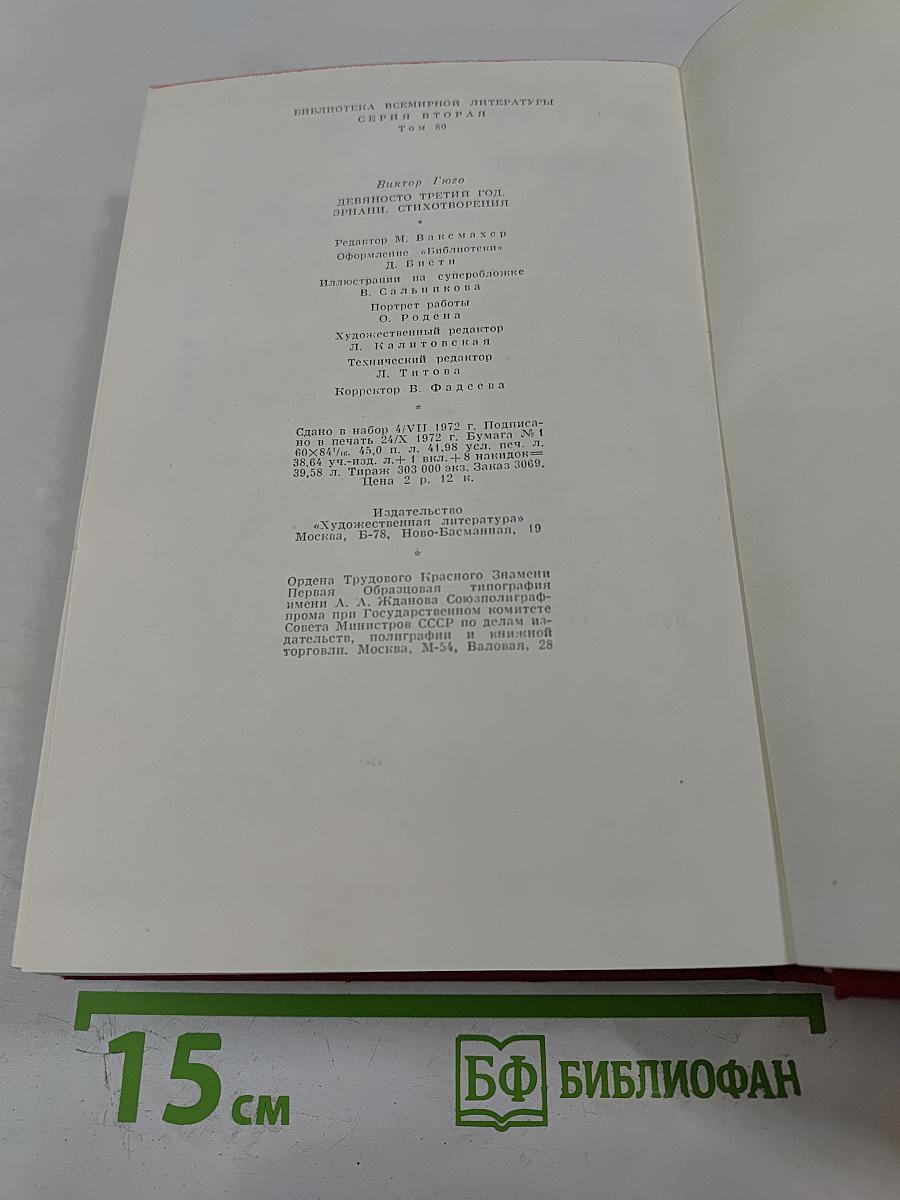 БИБЛИОТЕКА ВСЕМИРНОЙ ЛИТЕРАТУРЫ
СЕРИЯ ВТОРАЯ
Том 80
Виктор Гюго
ДЕВЯНОСТО ТРЕТИЙ ГОД.
ЭРНАНИ. СТИХОТВОРЕНИЯ
*
Редактор М. Ваксмахер
Оформление «Библиотеки»
Д. Бисти
Иллюстрации на суперобложке
В. Сальникова
Портрет работы
О. Родена
Художественный редактор
Л. Калитовская
Технический редактор
Л. Титова
Корректор В. Фадеева
*
Сдано в набор 4/VII 1972 г. Подписа-
но в печать 24/X 1972 г. Бумага № 1
60×84¹/₁₆. 45,0 п. л. 41,98 усл. печ. л.
38,64 уч.-изд. л.+ 1 вкл.+ 8 накидок=
39,58 л. Тираж 303 000 экз. Заказ 3069.
Цена 2 р. 12 к.
Издательство
«Художественная литература»
Москва, Б-78, Ново-Басманная, 19
*
Ордена Трудового Красного Знамени
Первая Образцовая типография
имени А. А. Жданова Союзполиграф-
прома при Государственном комитете
Совета Министров СССР по делам из-
дательств, полиграфии и книжной
торговли. Москва, М-54, Валовая, 28
15 см
БФ БИБЛИОФАН